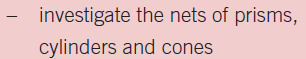 – investigate the nets of prisms,
cylinders and cones